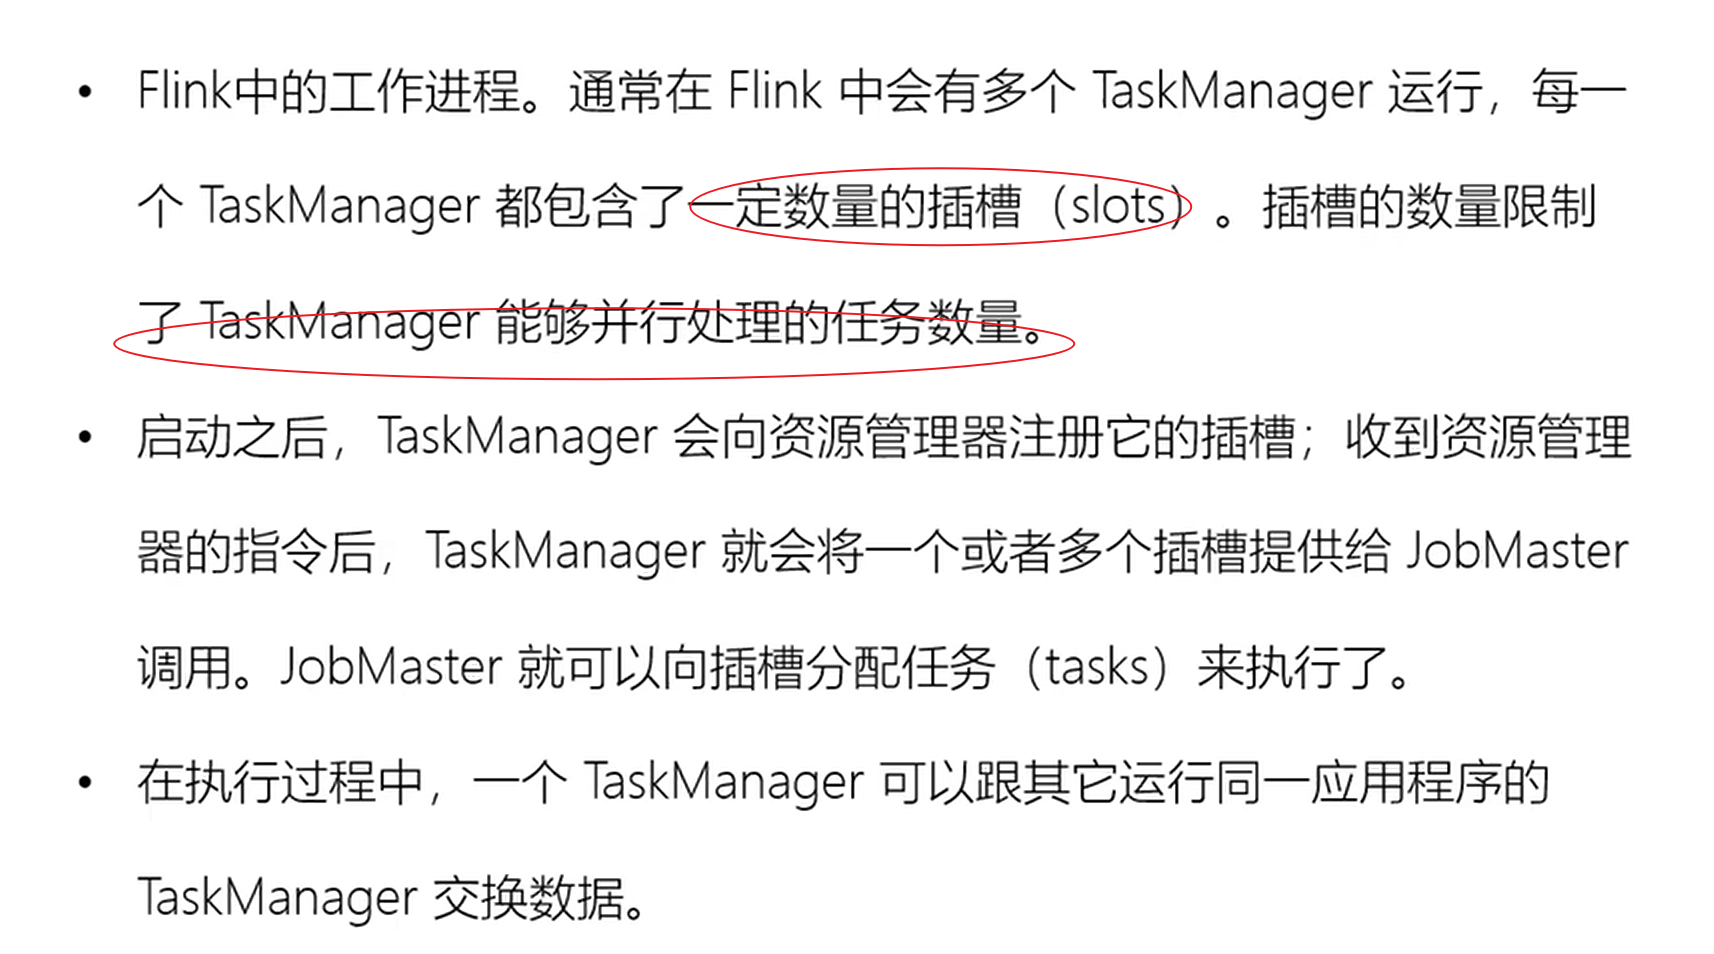 • Flink中的工作进程。通常在 Flink 中会有多个 TaskManager 运行，每一
个 TaskManager 都包含了一定数量的插槽（slots）。插槽的数量限制
了 TaskManager 能够并行处理的任务数量。
• 启动之后，TaskManager 会向资源管理器注册它的插槽；收到资源管理
器的指令后，TaskManager 就会将一个或者多个插槽提供给 JobMaster
调用。JobMaster 就可以向插槽分配任务（tasks）来执行了。
• 在执行过程中，一个 TaskManager 可以跟其它运行同一应用程序的
TaskManager 交换数据。